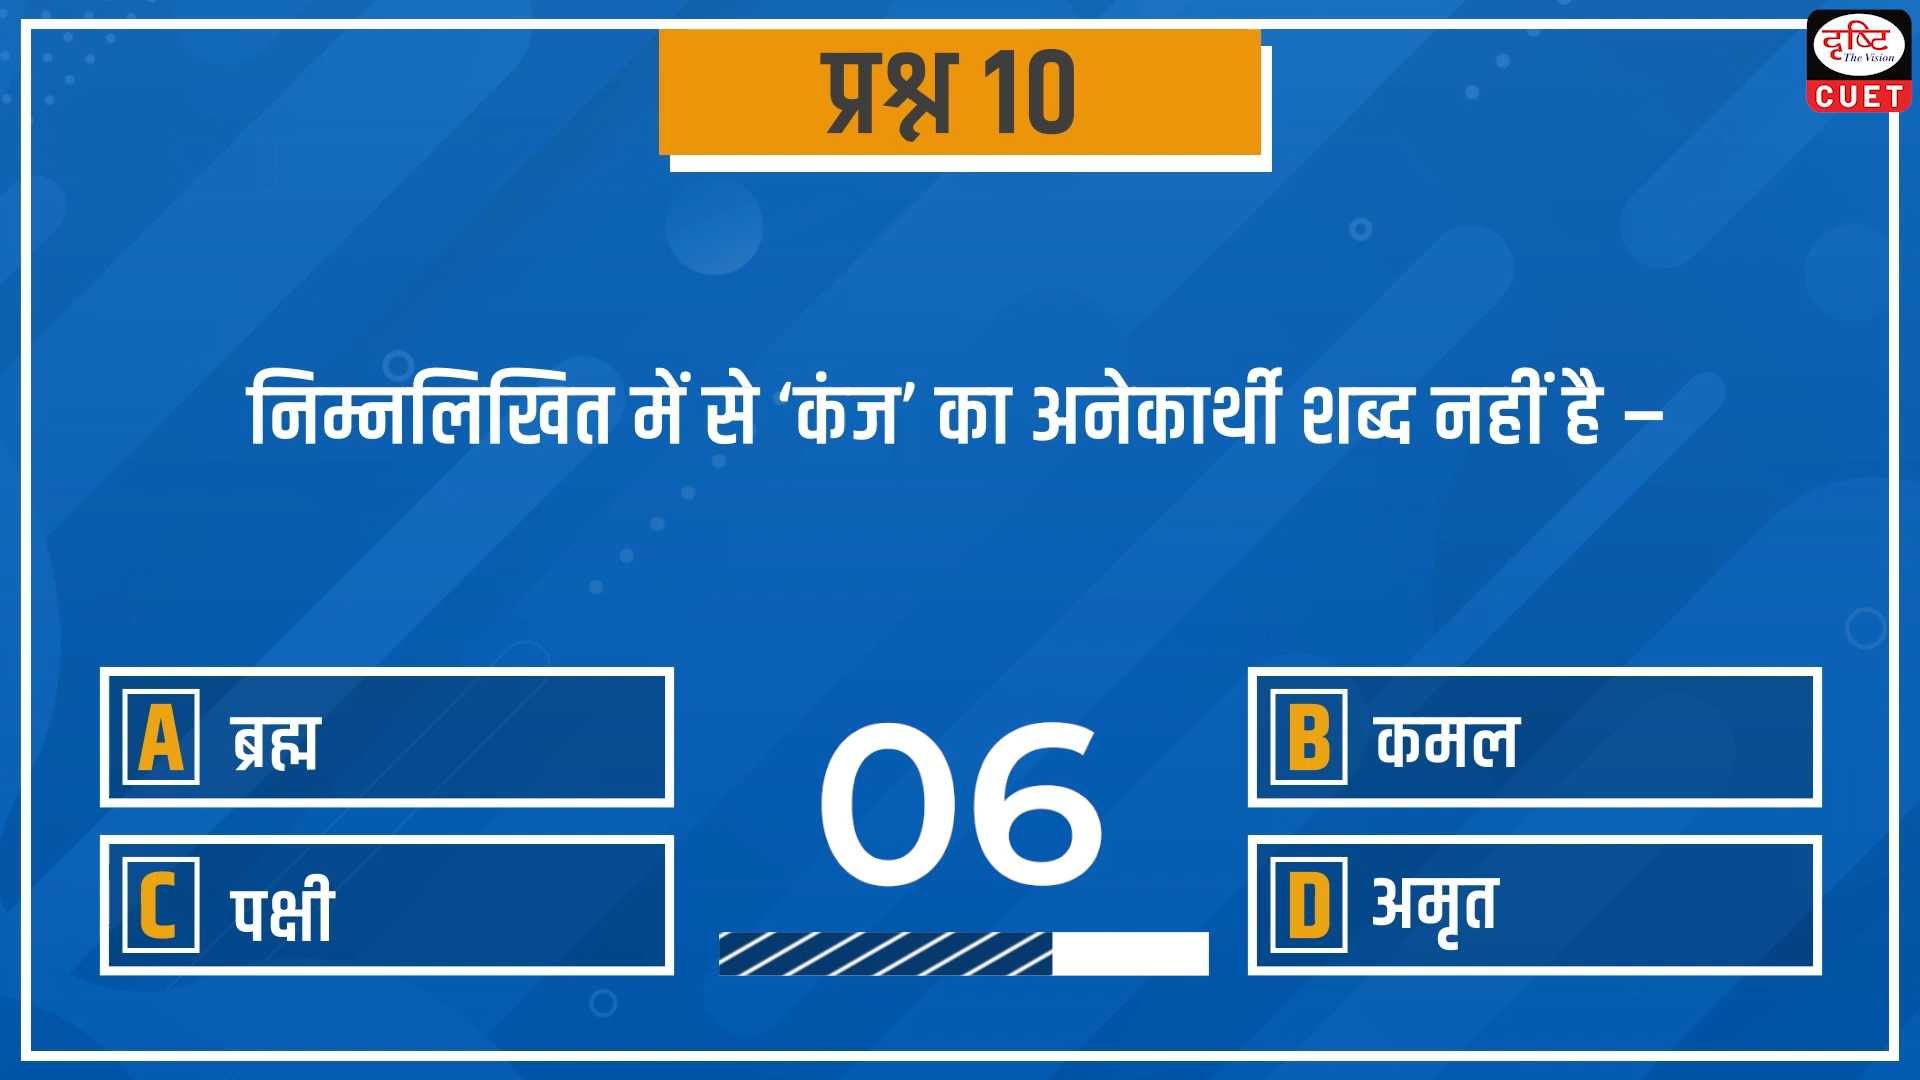 दृष्टि
The Vision
CUET
प्रश्न 10
निम्नलिखित में से ‘कंज’ का अनेकार्थी शब्द नहीं है –
A ब्रह्म
B कमल
06
C पक्षी
D अमृत